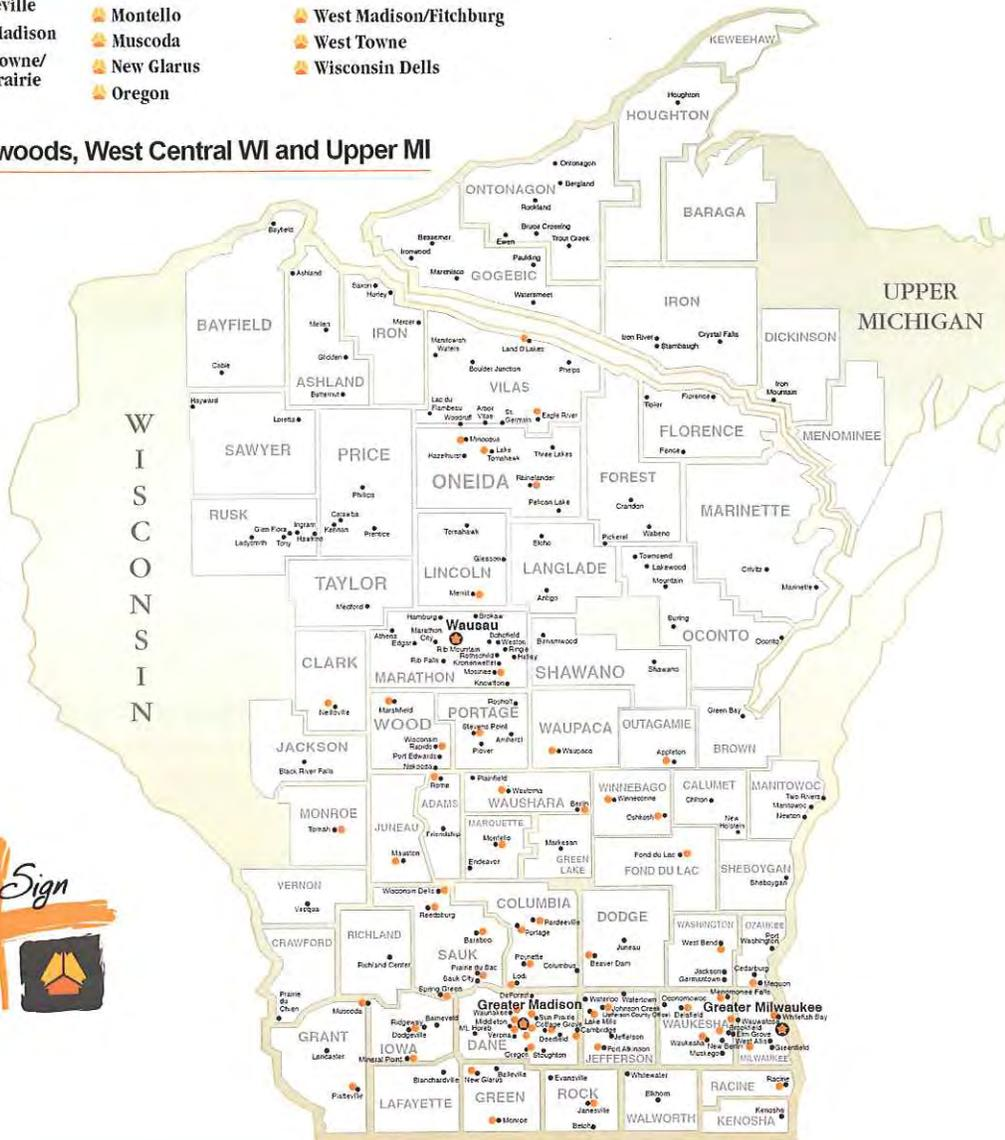 eville
Madison
owne/
rairie
Montello
Muscoda
New Glarus
Oregon
West Madison/Fitchburg
West Towne
Wisconsin Dells
woods, West Central WI and Upper MI
KEWEEHAW
Houghton
HOUGHTON
Ontonagon
Bergland
ONTONAGON
Rockland
BARAGA
Bruce Crossing
Ewen
Trout Creek
Bessemer
Ironwood
Paulding
Marenisco
GOGEBIC
Watersmeet
UPPER
MICHIGAN
IRON
Iron River
Stambaugh
Crystal Falls
DICKINSON
Iron
Mountain
MENOMINEE
WISCONSIN
Bayfield
Ashland
Saxon
Hurley
BAYFIELD
Mellen
IRON
Mercer
Glidden
Cable
ASHLAND
Butternut
Manitowish
Waters
Land O'Lakes
Boulder Junction
Phelps
VILAS
Lac du
Flambeau
Woodruff
Arbor
Vitae
St.
Germain
Eagle River
Tipler
Florence
FLORENCE
Fence
Hayward
Loretta
SAWYER
PRICE
Phillips
Minocqua
Hazelhurst
Lake
Tomahawk
Three Lakes
ONEIDA
Rhinelander
Pelican Lake
FOREST
Crandon
Wabeno
MARINETTE
RUSK
Glen Flora
Ingram
Ladysmith
Tony
Hawkins
Catawba
Kennan
Prentice
Tomahawk
Gleason
LINCOLN
Merrill
Elcho
Pickerel
LANGLADE
Antigo
Townsend
Lakewood
Mountain
Crivitz
Marinette
TAYLOR
Medford
Suring
OCONTO
Oconto
Hamburg
Brokaw
Wausau
Athens
Marathon
City
Edgar
Rib Mountain
Schofield
Weston
Rothschild
Ringle
Kronenwetter
Hatley
Rib Falls
Mosinee
Knowlton
MARATHON
Birnamwood
SHAWANO
Shawano
CLARK
Neillsville
Marshfield
WOOD
Wisconsin
Rapids
Port Edwards
Nekoosa
Rosholt
PORTAGE
Stevens Point
Amherst
Plover
WAUPACA
Waupaca
OUTAGAMIE
Appleton
Green Bay
BROWN
JACKSON
Black River Falls
MONROE
Tomah
JUNEAU
Mauston
Rome
ADAMS
Friendship
Plainfield
Wautoma
WAUSHARA
Berlin
MARQUETTE
Montello
Endeavor
Markesan
GREEN
LAKE
WINNEBAGO
Winneconne
Oshkosh
CALUMET
Chilton
New
Holstein
MANITOWOC
Two Rivers
Manitowoc
Newton
Fond du Lac
FOND DU LAC
SHEBOYGAN
Sheboygan
VERNON
Viroqua
CRAWFORD
Prairie
du
Chien
RICHLAND
Richland Center
Wisconsin Dells
Reedsburg
Baraboo
SAUK
Prairie du Sac
Sauk City
Spring Green
COLUMBIA
Pardeeville
Portage
Poynette
Columbus
Lodi
DODGE
Juneau
Beaver Dam
WASHINGTON
West Bend
Jackson
Germantown
OZAUKEE
Port
Washington
Cedarburg
Mequon
Muscoda
GRANT
Lancaster
Platteville
Ridgeway
Barneveld
Dodgeville
IOWA
Mineral Point
DeForest
Greater Madison
Waunakee
Middleton
Sun Prairie
Cottage Grove
Mt. Horeb
Verona
Deerfield
DANE
Oregon
Stoughton
Waterloo
Watertown
Johnson Creek
Lake Mills
Cambridge
Jefferson
Fort Atkinson
JEFFERSON
Oconomowoc
Menomonee Falls
Greater Milwaukee
Delafield
Wauwatosa
Whitefish Bay
WAUKESHA
Brookfield
Elm Grove
West Allis
Waukesha
New Berlin
Greenfield
Muskego
MILWAUKEE
Blanchardville
LAFAYETTE
New Glarus
Belleville
GREEN
Monroe
Evansville
ROCK
Janesville
Beloit
Whitewater
Elkhorn
WALWORTH
RACINE
Racine
Kenosha
KENOSHA
Sign